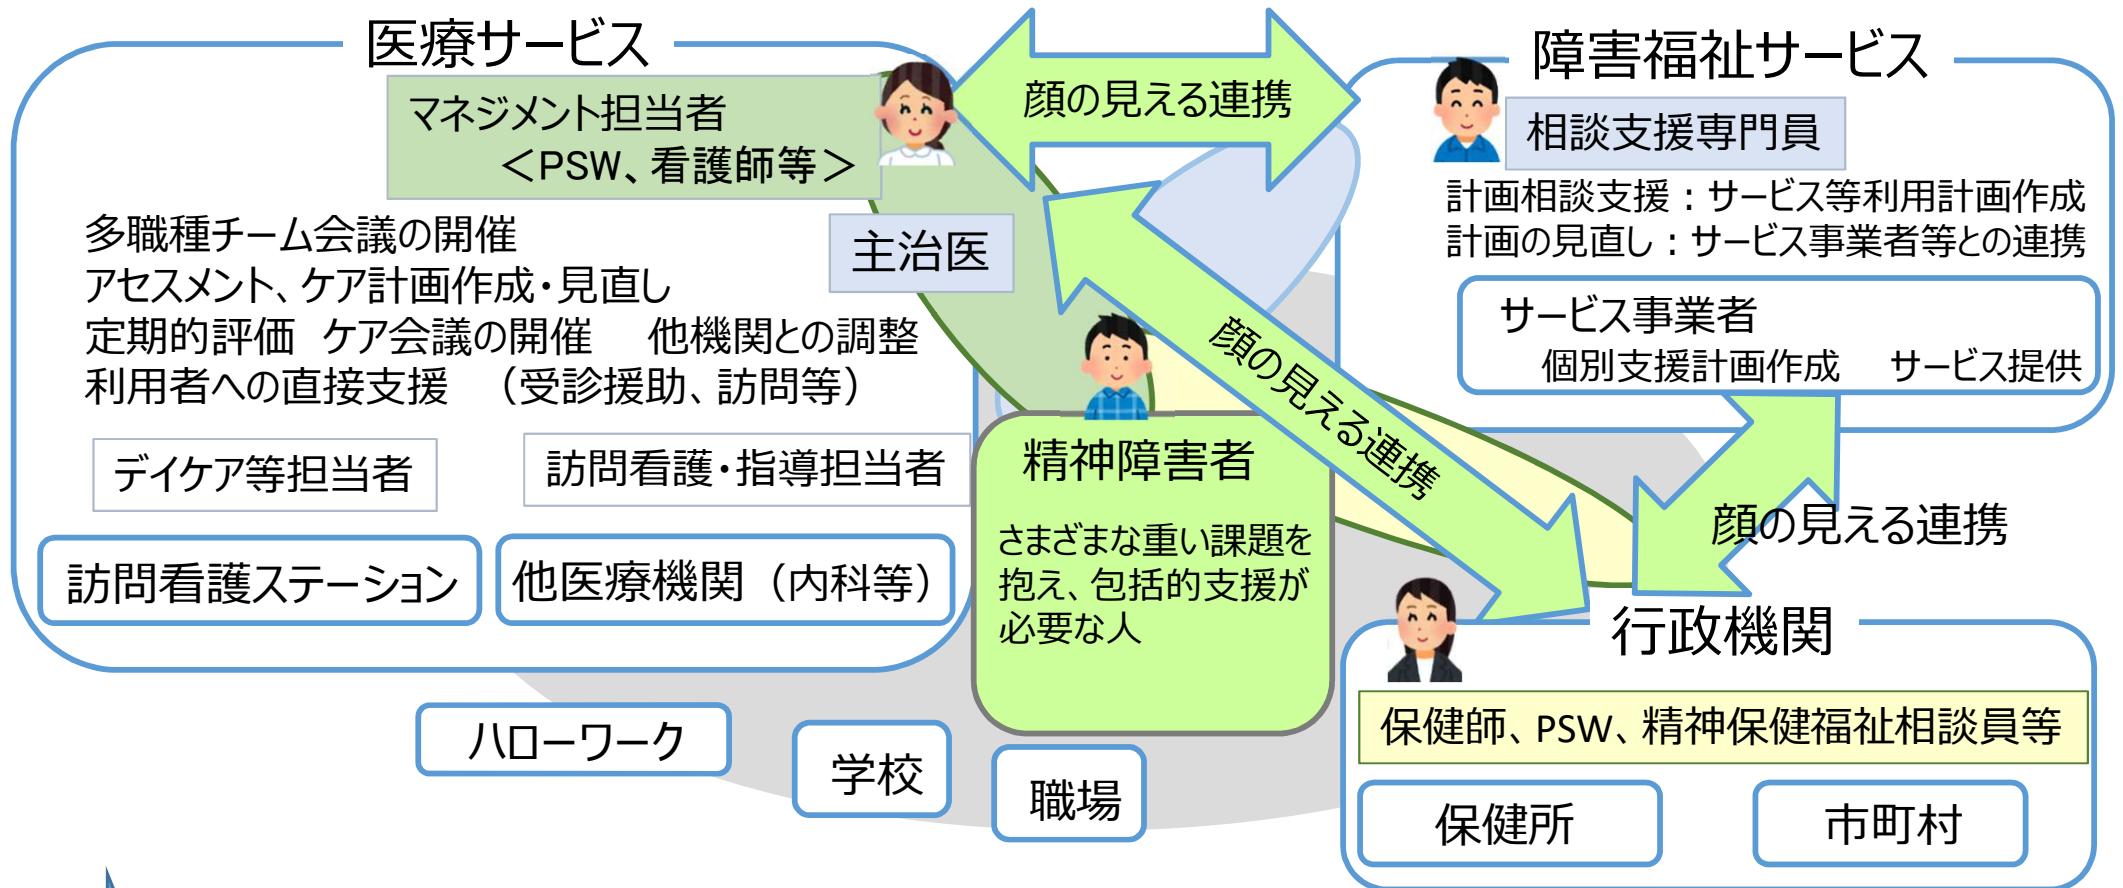 医療サービス
マネジメント担当者
＜PSW、看護師等＞
主治医
多職種チーム会議の開催
アセスメント、ケア計画作成・見直し
定期的評価　ケア会議の開催　　他機関との調整
利用者への直接支援　（受診援助、訪問等）
デイケア等担当者
訪問看護・指導担当者
訪問看護ステーション
他医療機関（内科等）
顔の見える連携
障害福祉サービス
相談支援専門員
計画相談支援：サービス等利用計画作成
計画の見直し：サービス事業者等との連携
サービス事業者
個別支援計画作成　サービス提供
顔の見える連携
顔の見える連携
精神障害者
さまざまな重い課題を
抱え、包括的支援が
必要な人
行政機関
保健師、PSW、精神保健福祉相談員等
保健所
市町村
ハローワーク
学校
職場